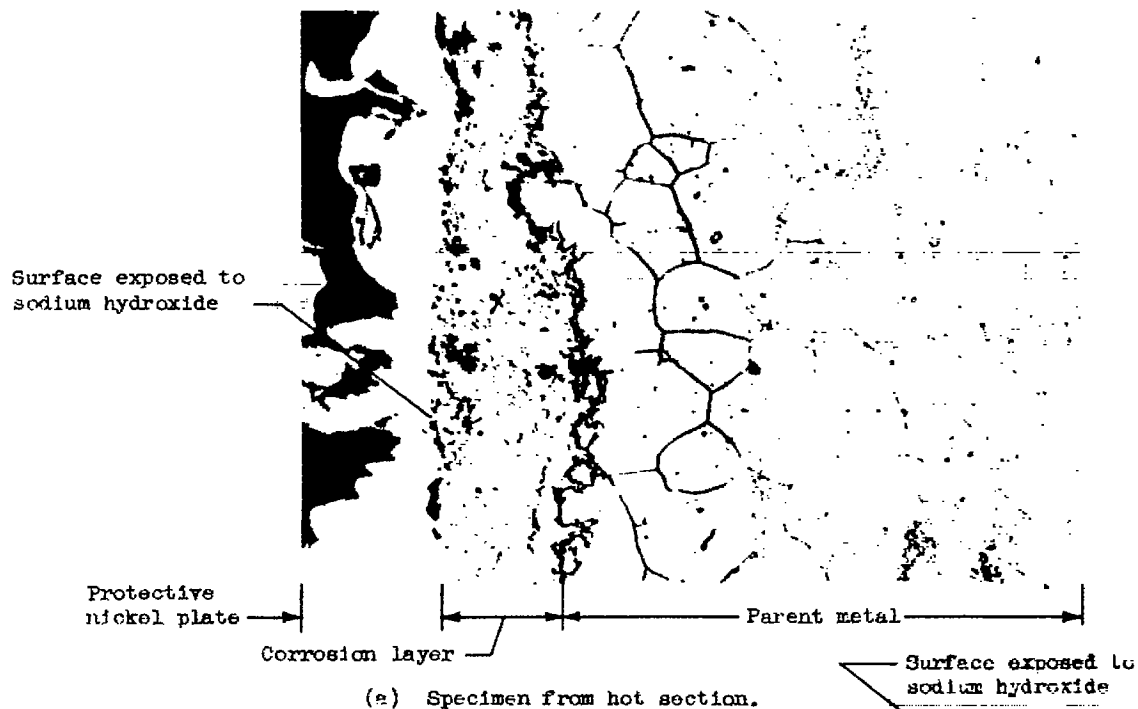 Surface exposed to
sodium hydroxide
Protective
nickel plate
Corrosion layer
Parent metal
Surface exposed to
sodium hydroxide
(a) Specimen from hot section.